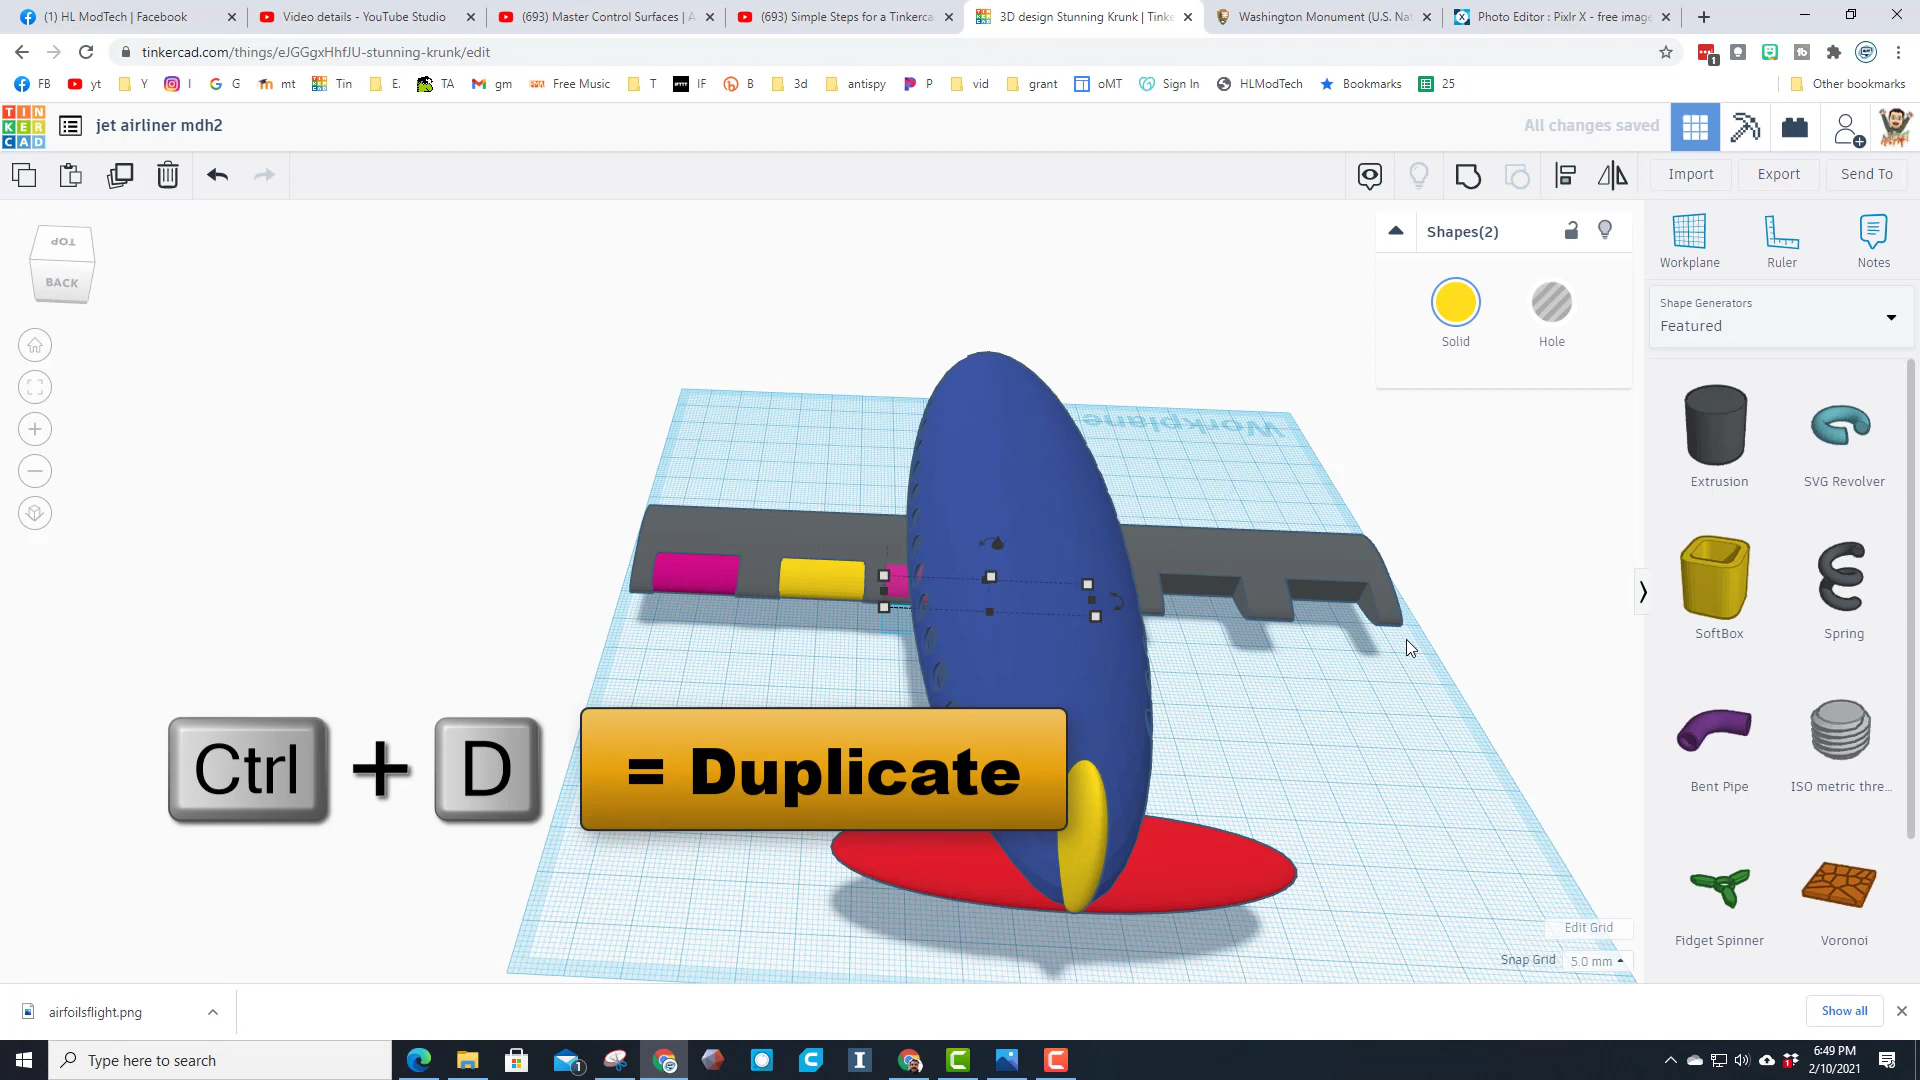 (1) HL ModTech | Facebook
Video details - YouTube Studio
(693) Master Control Surfaces | A
(693) Simple Steps for a Tinkerca
3D design Stunning Krunk | Tinke
Washington Monument (U.S. Nat
Photo Editor : Pixlr X - free image
tinkercad.com/things/eJGGgxHhfJU-stunning-krunk/edit
FB
yt
Y
I
G
mt
Tin
E.
TA
gm
Free Music
T
IF
B
3d
antispy
P
vid
grant
oMT
Sign In
HLModTech
Bookmarks
25
Other bookmarks
TIN
KER
CAD
jet airliner mdh2
All changes saved
Import
Export
Send To
TOP
BACK
Shapes(2)
Solid
Hole
Workplane
Ruler
Notes
Shape Generators
Featured
Workplane
Extrusion
SVG Revolver
SoftBox
Spring
Bent Pipe
ISO metric thre...
Fidget Spinner
Voronoi
Ctrl + D = Duplicate
Edit Grid
Snap Grid 5.0 mm
airfoilsflight.png
Show all
Type here to search
6:49 PM
2/10/2021